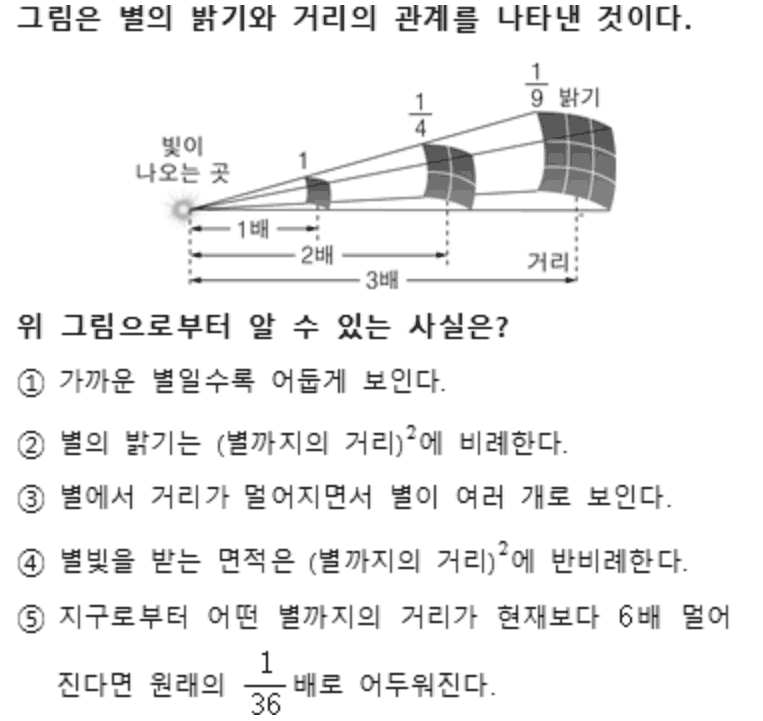 그림은 별의 밝기와 거리의 관계를 나타낸 것이다.
1/9 밝기
1/4
1
빛이
나오는 곳
1배
2배
3배
거리
위 그림으로부터 알 수 있는 사실은?
① 가까운 별일수록 어둡게 보인다.
② 별의 밝기는 (별까지의 거리)²에 비례한다.
③ 별에서 거리가 멀어지면서 별이 여러 개로 보인다.
④ 별빛을 받는 면적은 (별까지의 거리)²에 반비례한다.
⑤ 지구로부터 어떤 별까지의 거리가 현재보다 6배 멀어
진다면 원래의 1/36배로 어두워진다.